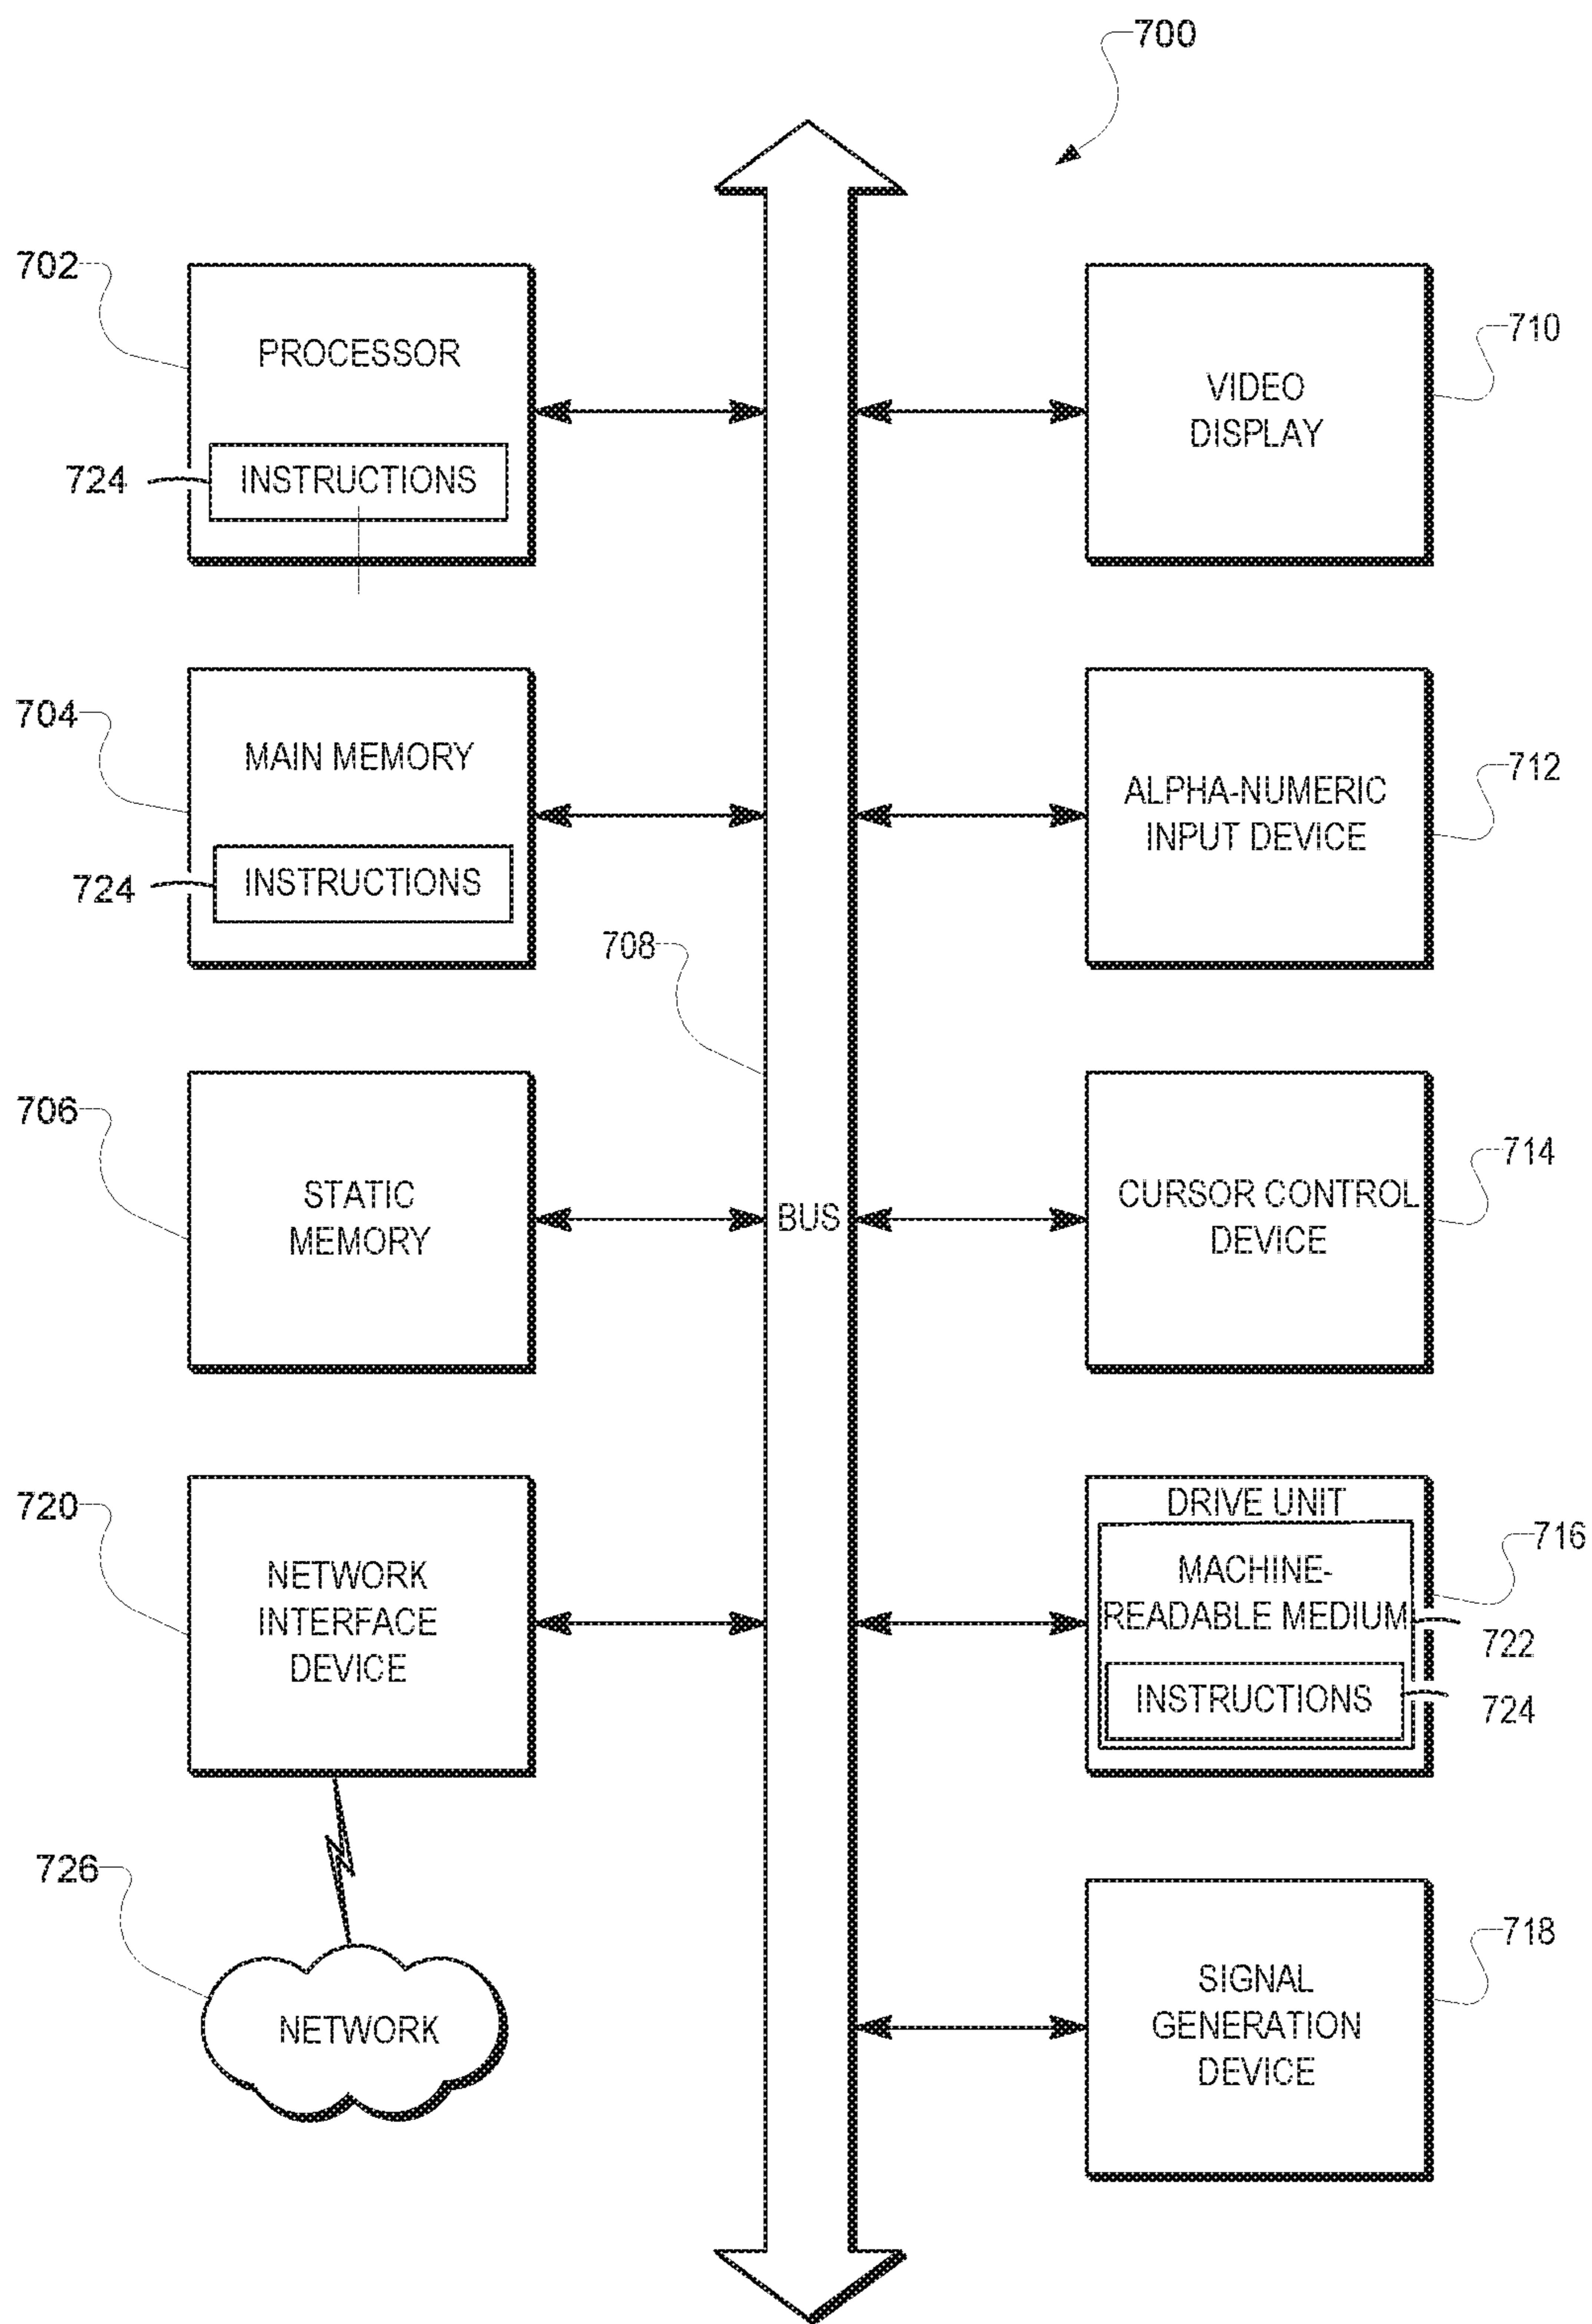 700
702
PROCESSOR
724
INSTRUCTIONS
704
MAIN MEMORY
724
INSTRUCTIONS
708
706
STATIC
MEMORY
BUS
720
NETWORK
INTERFACE
DEVICE
726
NETWORK
710
VIDEO
DISPLAY
712
ALPHA-NUMERIC
INPUT DEVICE
714
CURSOR CONTROL
DEVICE
DRIVE UNIT
716
MACHINE-
READABLE MEDIUM
722
INSTRUCTIONS
724
718
SIGNAL
GENERATION
DEVICE